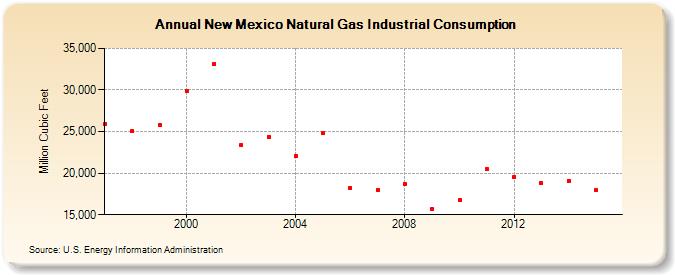 Annual New Mexico Natural Gas Industrial Consumption
35,000
30,000
25,000
20,000
15,000
Million Cubic Feet
2000 2004 2008 2012
Source: U.S. Energy Information Administration